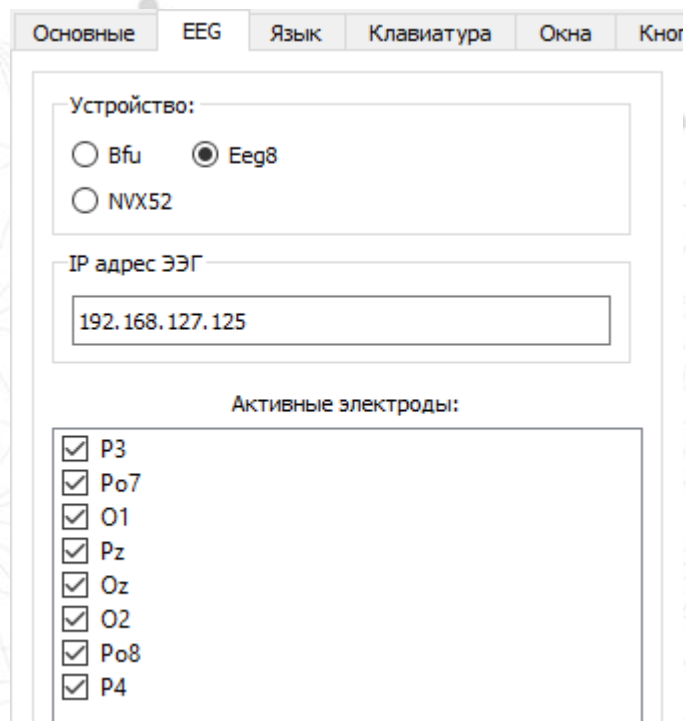 Основные EEG Язык Клавиатура Окна
Устройство:
Bfu Eeg8
NVX52
IP адрес ЭЭГ
192.168.127.125
Активные электроды:
P3
Po7
O1
Pz
Oz
O2
Po8
P4